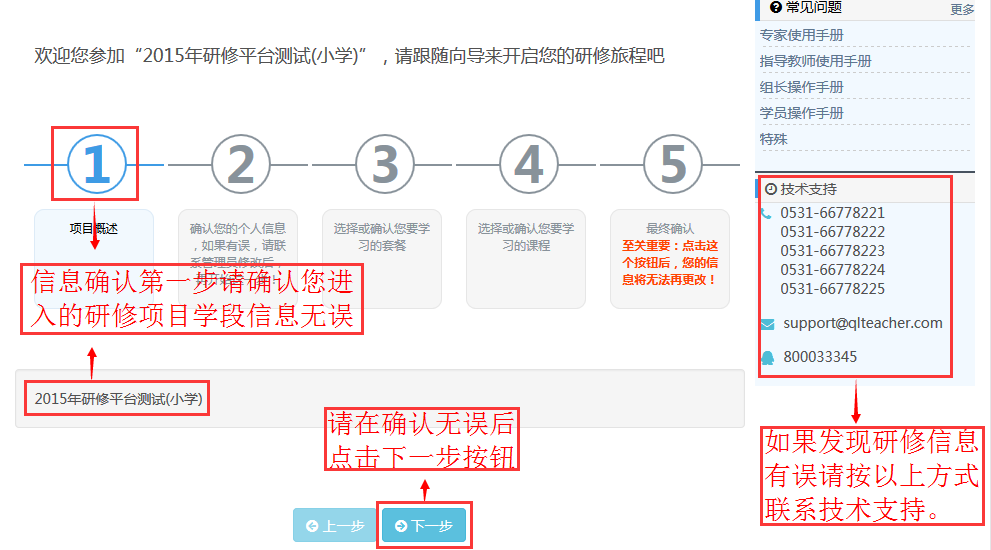 欢迎您参加“2015年研修平台测试(小学)”，请跟随向导来开启您的研修旅程吧
1
2
3
4
5
项目概述
确认您的个人信息
，如果有误，请联
系管理员修改后，
选择或确认您要学
习的套餐
选择或确认您要学
习的课程
最终确认
至关重要：点击这
个按钮后，您的信
息将无法再更改！
信息确认第一步请确认您进
入的研修项目学段信息无误
2015年研修平台测试(小学)
请在确认无误后
点击下一步按钮
上一步
下一步
常见问题
更多
专家使用手册
指导教师使用手册
组长操作手册
学员操作手册
特殊
技术支持
0531-66778221
0531-66778222
0531-66778223
0531-66778224
0531-66778225
support@qlteacher.com
800033345
如果发现研修信息
有误请按以上方式
联系技术支持。